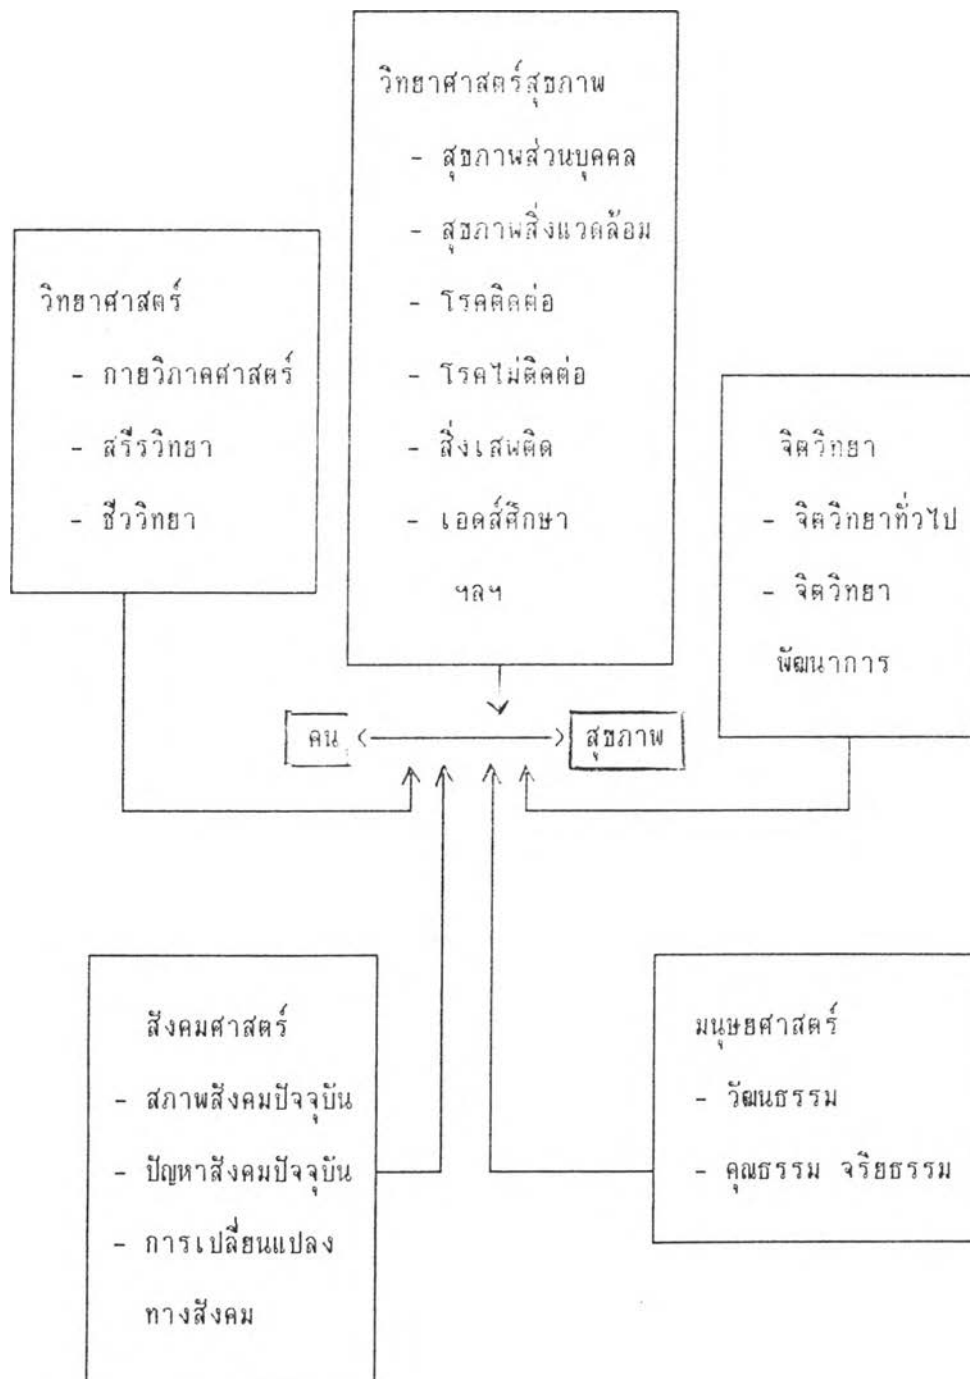 วิทยาศาสตร์สุขภาพ
- สุขภาพส่วนบุคคล
- สุขภาพสิ่งแวดล้อม
- โรคติดต่อ
- โรคไม่ติดต่อ
- สิ่งเสพติด
- เอดส์ศึกษา
ฯลฯ
วิทยาศาสตร์
- กายวิภาคศาสตร์
- สรีรวิทยา
- ชีววิทยา
จิตวิทยา
- จิตวิทยาทั่วไป
- จิตวิทยา
พัฒนาการ
คน
สุขภาพ
สังคมศาสตร์
- สภาพสังคมปัจจุบัน
- ปัญหาสังคมปัจจุบัน
- การเปลี่ยนแปลง
ทางสังคม
มนุษยศาสตร์
- วัฒนธรรม
- คุณธรรม จริยธรรม